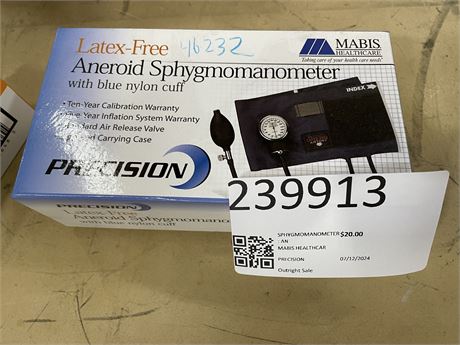 Latex-Free 46232
Aneroid Sphygmomanometer
with blue nylon cuff
MABIS
HEALTHCARE
Taking care of your health care needs
• Ten-Year Calibration Warranty
Year Inflation System Warranty
Air Release Valve
Carrying Case
PRECISION
INDEX
PRECISION
Latex-Free
Aneroid Sphygmomano
with blue nylon cuff
239913
SPHYGMOMANOMETER $20.00
: AN
MABIS HEALTHCAR
PRECISION 07/12/2024
Outright Sale